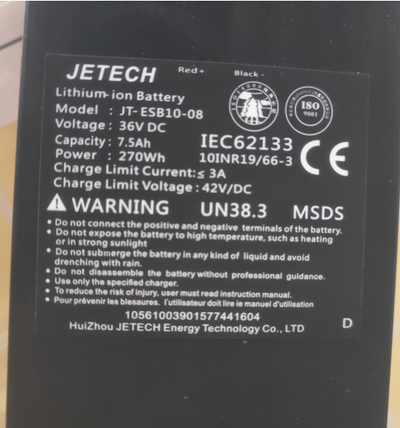 JETECH
Red+
Black -
Lithium-ion Battery
Model : JT-ESB10-08
Voltage : 36V DC
Capacity : 7.5Ah
Power : 270Wh
IEC62133
10INR19/66-3
CE
ISO
9001
Charge Limit Current:≤ 3A
Charge Limit Voltage : 42V/DC
WARNING UN38.3 MSDS
• Do not connect the positive and negative terminals of the battery.
• Do not expose the battery to high temperature, such as heating
or in strong sunlight
• Do not submerge the battery in any kind of liquid and avoid
drenching with rain.
• Do not disassemble the battery without professional guidance.
• Use only the specified charger.
• To reduce the risk of injury, user must read instruction manual.
• Pour prévenir les blesaures. l'utilisateur doit lire le manuel d'utilisation
10561003901577441604
HuiZhou JETECH Energy Technology Co., LTD
D